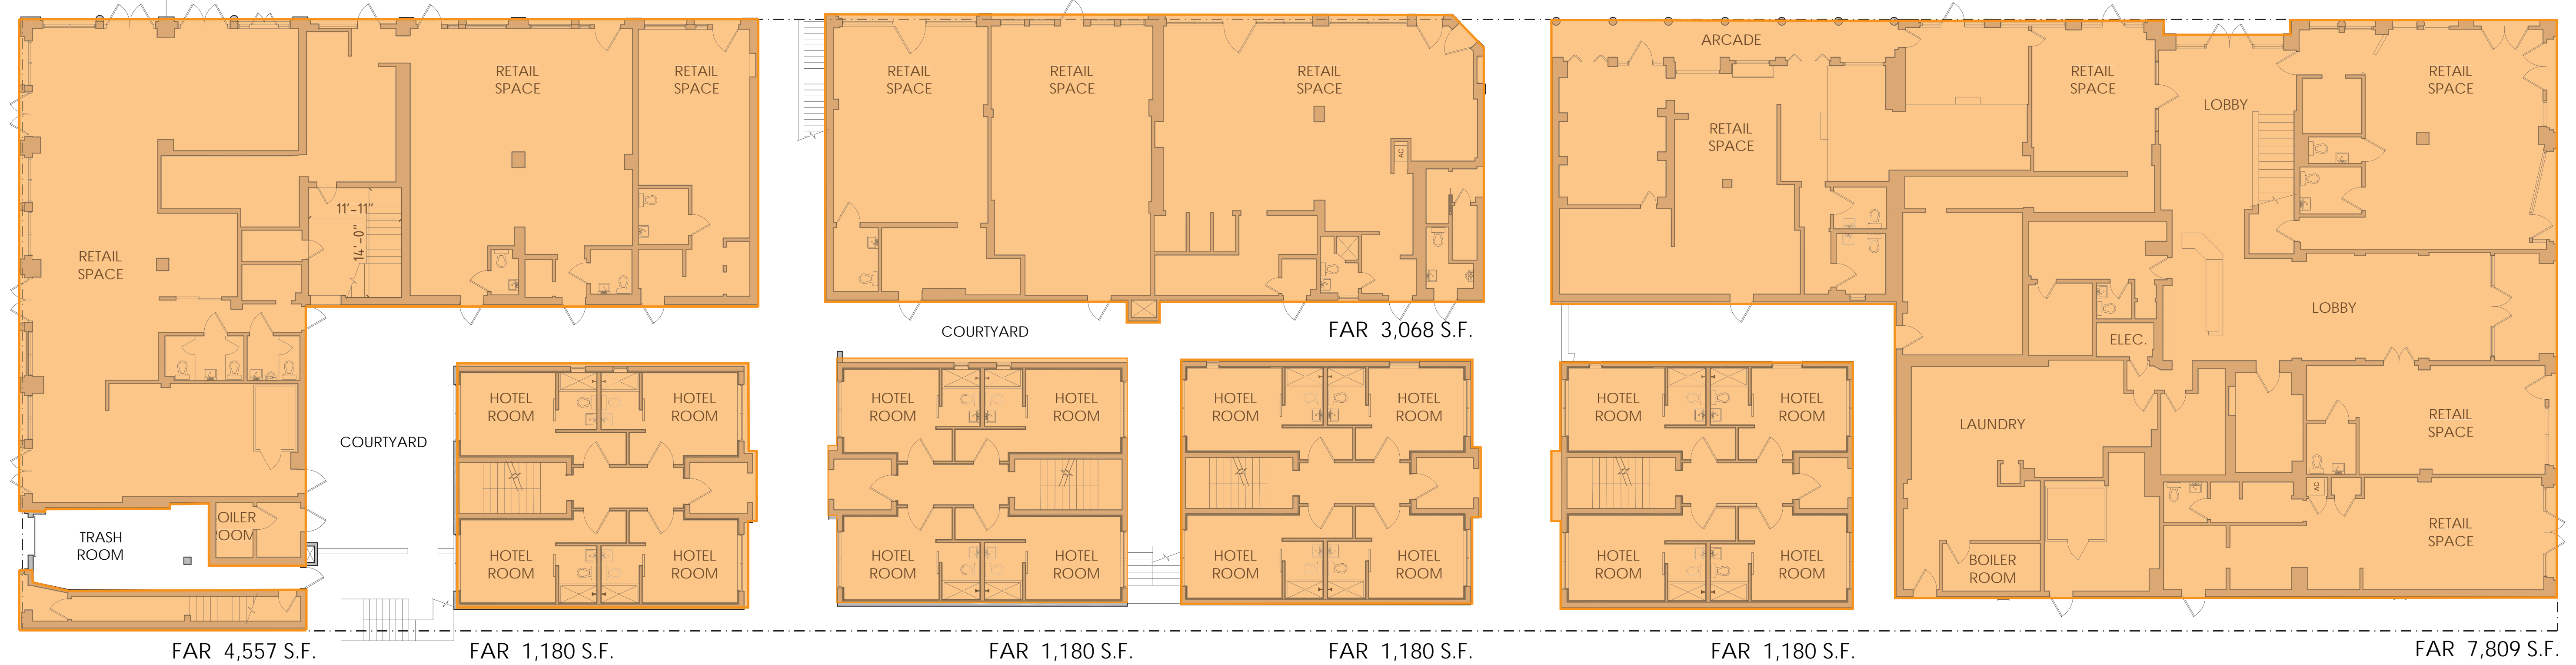 ARCADE
RETAIL
SPACE
RETAIL
SPACE
RETAIL
SPACE
RETAIL
SPACE
RETAIL
SPACE
RETAIL
SPACE
RETAIL
SPACE
LOBBY
RETAIL
SPACE
RETAIL
SPACE
AC
11'-11"
14'-0"
RETAIL
SPACE
LOBBY
COURTYARD
FAR 3,068 S.F.
ELEC.
HOTEL
ROOM
HOTEL
ROOM
HOTEL
ROOM
HOTEL
ROOM
HOTEL
ROOM
HOTEL
ROOM
HOTEL
ROOM
HOTEL
ROOM
COURTYARD
LAUNDRY
RETAIL
SPACE
AC
OILER
ROOM
TRASH
ROOM
RETAIL
SPACE
HOTEL
ROOM
HOTEL
ROOM
HOTEL
ROOM
HOTEL
ROOM
HOTEL
ROOM
HOTEL
ROOM
HOTEL
ROOM
HOTEL
ROOM
BOILER
ROOM
FAR 4,557 S.F.
FAR 1,180 S.F.
FAR 1,180 S.F.
FAR 1,180 S.F.
FAR 1,180 S.F.
FAR 7,809 S.F.